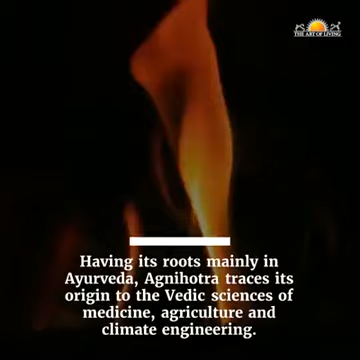 THE ART OF LIVING
Having its roots mainly in
Ayurveda, Agnihotra traces its
origin to the Vedic sciences of
medicine, agriculture and
climate engineering.